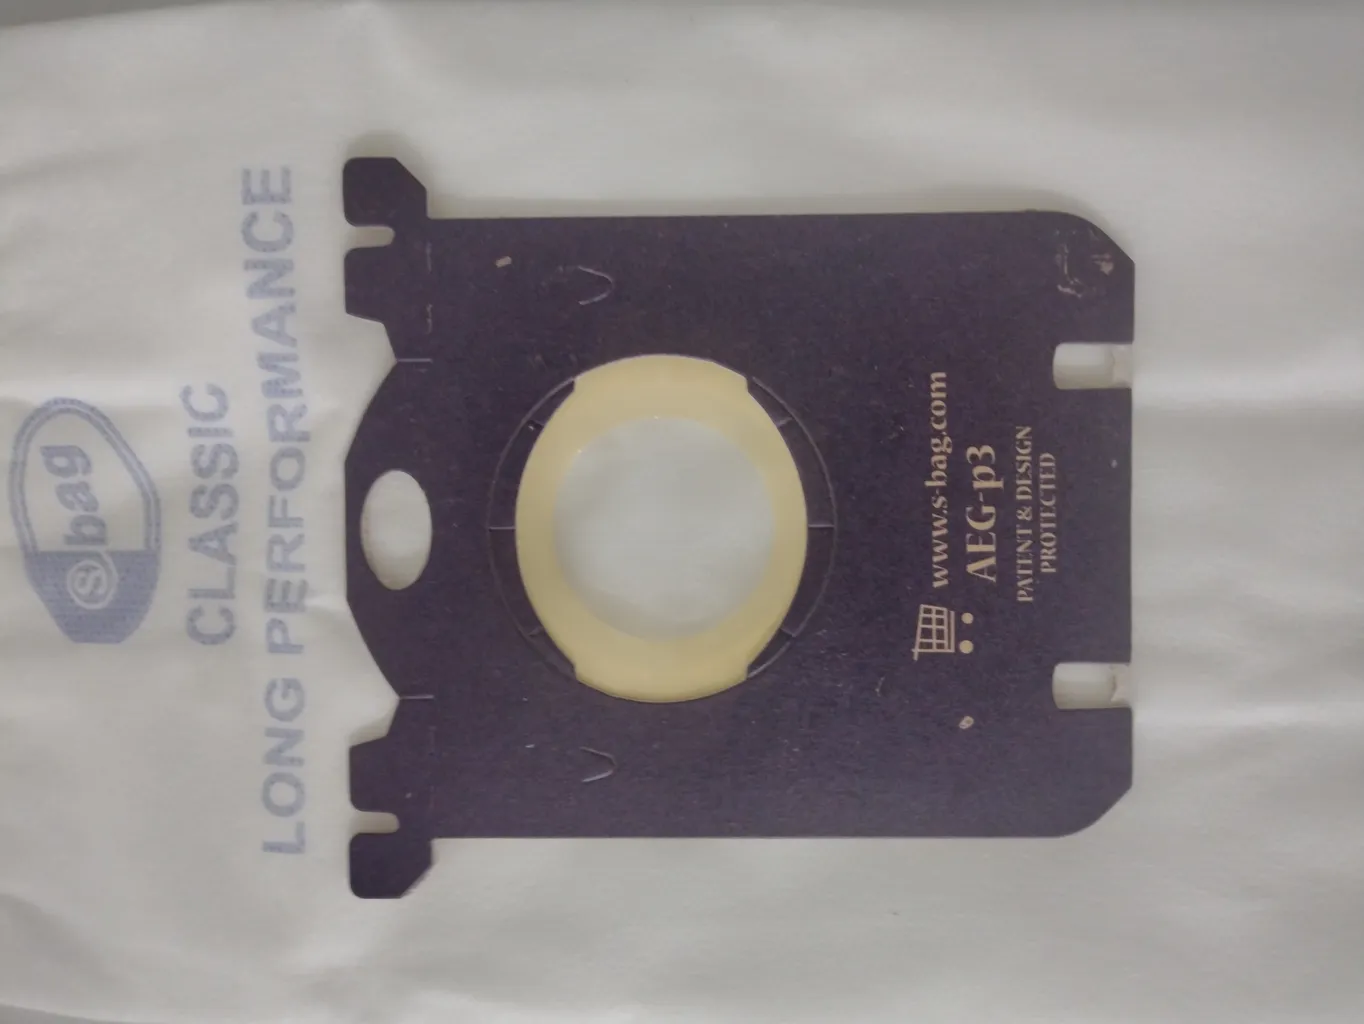 s bag
CLASSIC
LONG PERFORMANCE
www.s-bag.com
AEG-p3
PATENT & DESIGN
PROTECTED